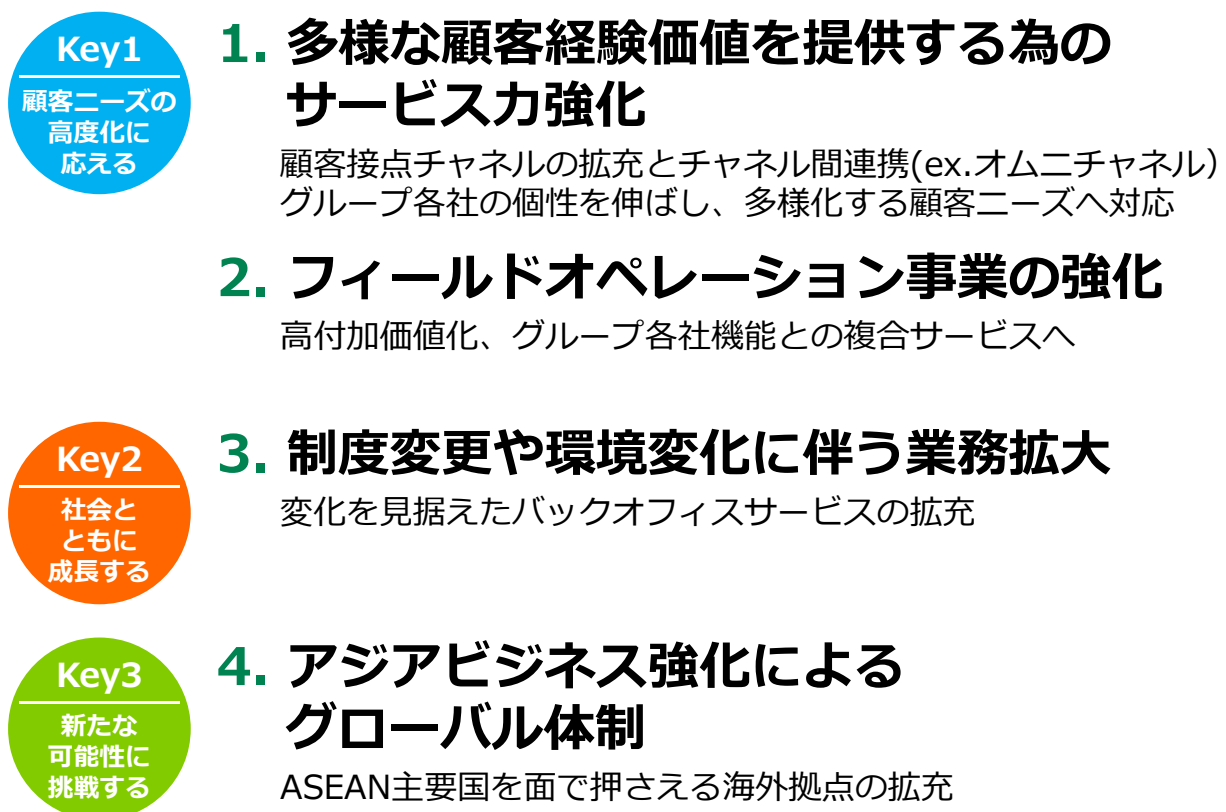 Key1
顧客ニーズの
高度化に
応える
1. 多様な顧客経験価値を提供する為の
サービス力強化
顧客接点チャネルの拡充とチャネル間連携(ex.オムニチャネル)
グループ各社の個性を伸ばし、多様化する顧客ニーズへ対応
2. フィールドオペレーション事業の強化
高付加価値化、グループ各社機能との複合サービスへ
Key2
社会と
ともに
成長する
3. 制度変更や環境変化に伴う業務拡大
変化を見据えたバックオフィスサービスの拡充
Key3
新たな
可能性に
挑戦する
4. アジアビジネス強化による
グローバル体制
ASEAN主要国を面で押さえる海外拠点の拡充